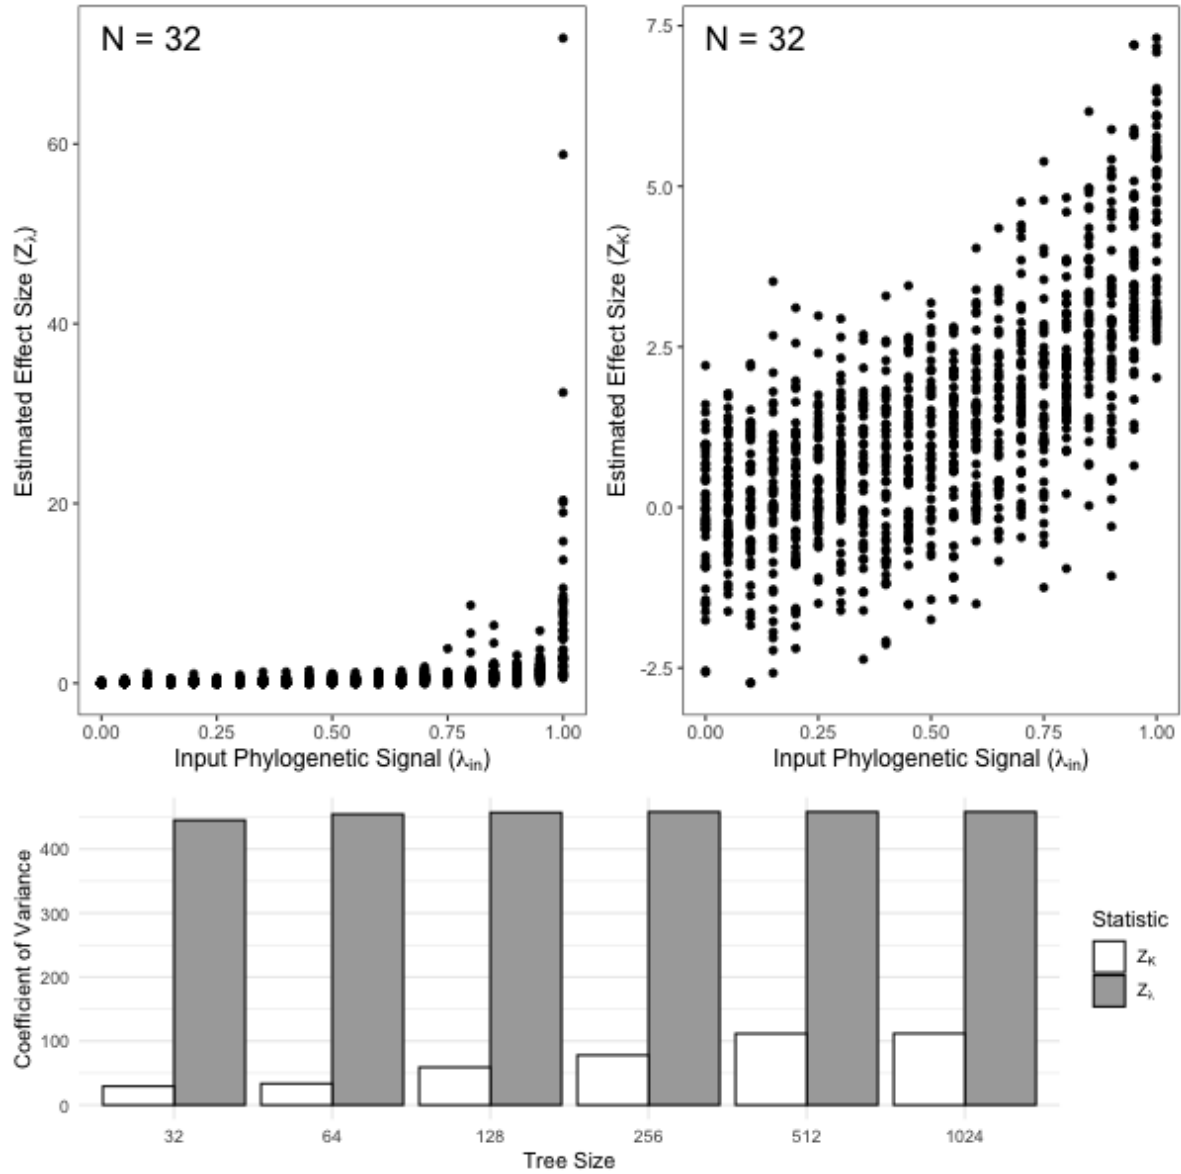 N = 32
60
40
20
0
Estimated Effect Size (Zλ)
0.00 0.25 0.50 0.75 1.00
Input Phylogenetic Signal (λin)
N = 32
7.5
5.0
2.5
0.0
-2.5
Estimated Effect Size (ZK)
0.00 0.25 0.50 0.75 1.00
Input Phylogenetic Signal (λin)
400
300
200
100
0
Coefficient of Variance
32 64 128 256 512 1024
Tree Size
Statistic
ZK
Zλ